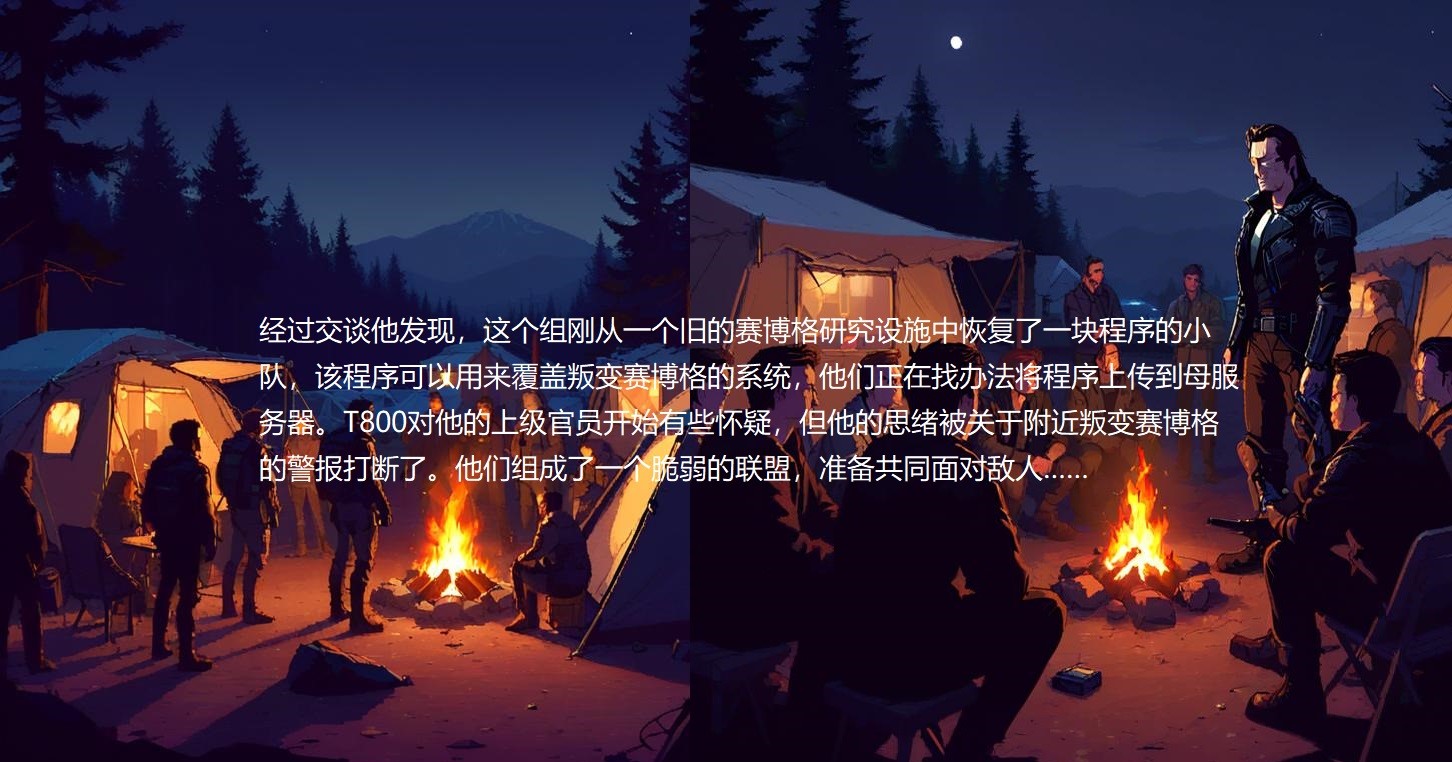 经过交谈他发现，这个组刚从一个旧的赛博格研究设施中恢复了一块程序的小
队，该程序可以用来覆盖叛变赛博格的系统，他们正在找办法将程序上传到母服
务器。T800对他的上级官员开始有些怀疑，但他的思绪被关于附近叛变赛博格
的警报打断了。他们组成了一个脆弱的联盟，准备共同面对敌人......